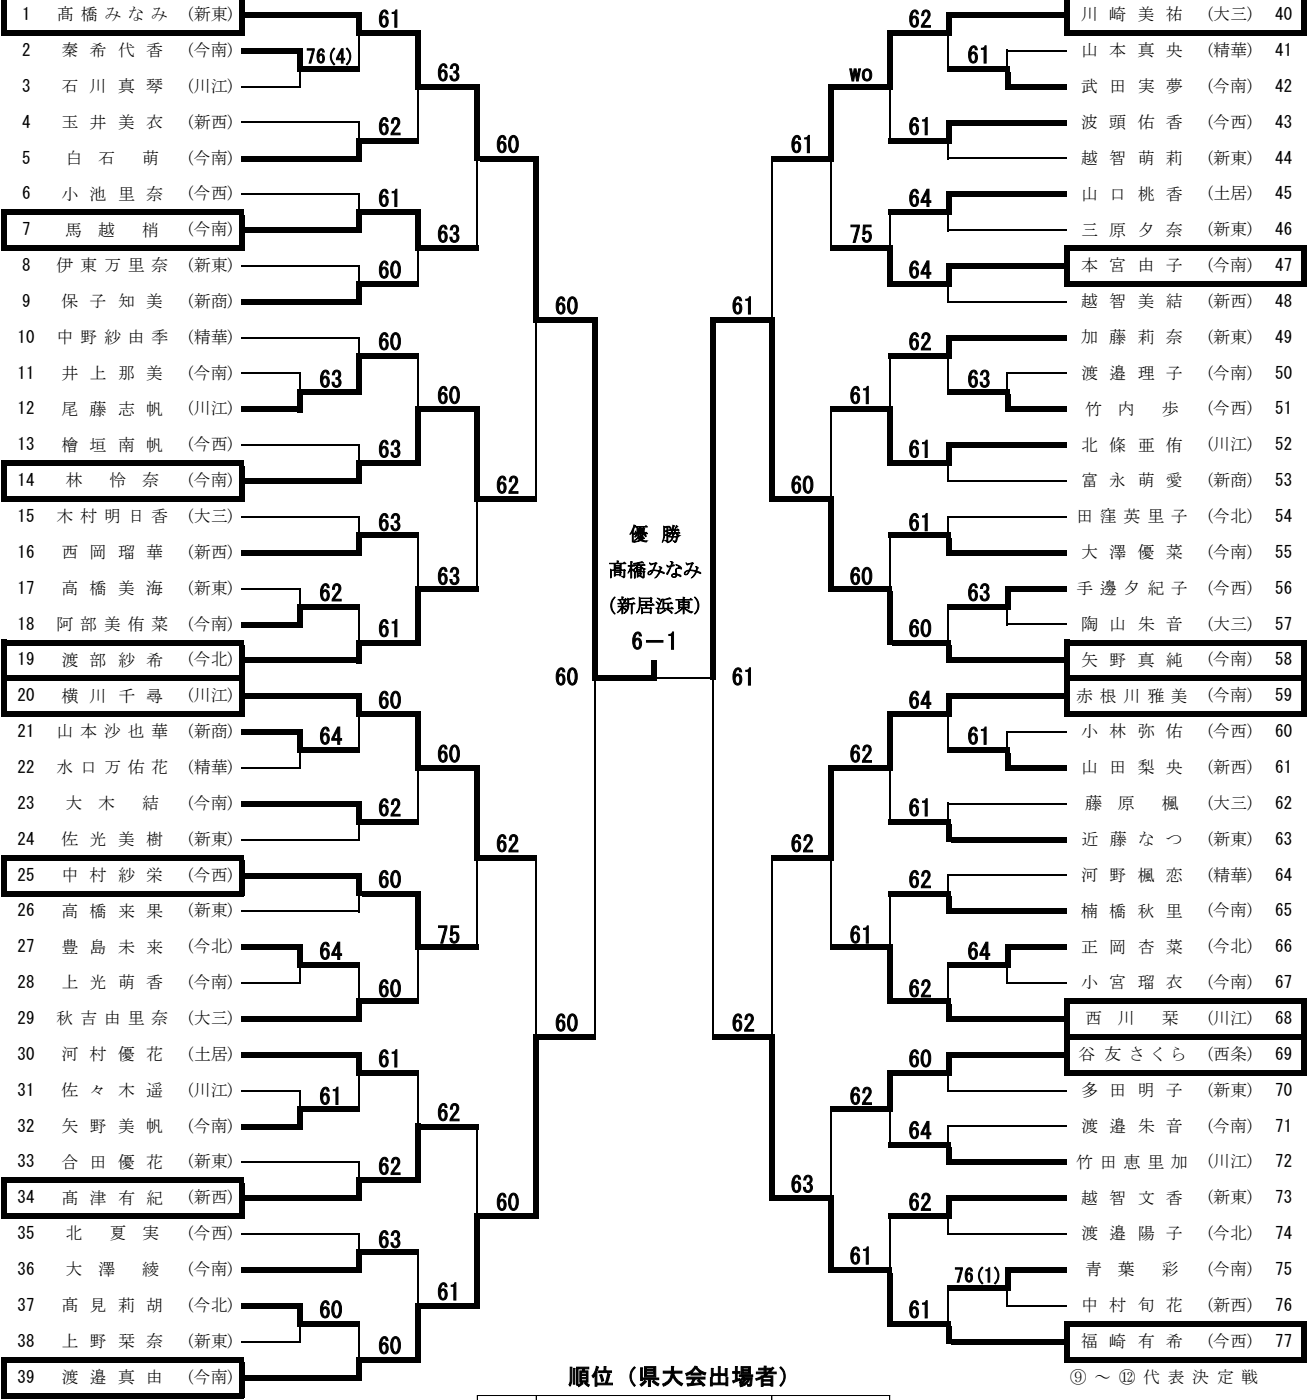 1 髙橋みなみ (新東)
2 秦希代香 (今南)
3 石川真琴 (川江)
4 玉井美衣 (新西)
5 白石萌 (今南)
6 小池里奈 (今西)
7 馬越梢 (今南)
8 伊東万里奈 (新東)
9 保子知美 (新商)
10 中野紗由季 (精華)
11 井上那美 (今南)
12 尾藤志帆 (川江)
13 檜垣南帆 (今西)
14 林怜奈 (今南)
15 木村明日香 (大三)
16 西岡瑠華 (新西)
17 高橋美海 (新東)
18 阿部美侑菜 (今南)
19 渡部紗希 (今北)
20 横川千尋 (川江)
21 山本沙也華 (新商)
22 水口万佑花 (精華)
23 大木結 (今南)
24 佐光美樹 (新東)
25 中村紗栄 (今西)
26 高橋来果 (新東)
27 豊島未来 (今北)
28 上光萌香 (今南)
29 秋吉由里奈 (大三)
30 河村優花 (土居)
31 佐々木遥 (川江)
32 矢野美帆 (今南)
33 合田優花 (新東)
34 髙津有紀 (新西)
35 北夏実 (今西)
36 大澤綾 (今南)
37 髙見莉胡 (今北)
38 上野栞奈 (新東)
39 渡邉真由 (今南)
76(4)
63
62
64
64
61
60
61
62
61
60
60
63
63
61
60
62
60
60
61
62
63
60
63
63
60
63
60
75
62
61
60
62
62
60
60
60
60
優勝
髙橋みなみ
(新居浜東)
6－1
61
61
62
61
60
62
63
wo
75
61
60
62
61
62
61
62
61
64
64
62
61
61
60
64
61
62
62
60
64
62
61
61
63
63
61
64
76(1)
川崎美祐 (大三) 40
山本真央 (精華) 41
武田実夢 (今南) 42
波頭佑香 (今西) 43
越智萌莉 (新東) 44
山口桃香 (土居) 45
三原夕奈 (新東) 46
本宮由子 (今南) 47
越智美結 (新西) 48
加藤莉奈 (新東) 49
渡邉理子 (今南) 50
竹内歩 (今西) 51
北條亜侑 (川江) 52
富永萌愛 (新商) 53
田窪英里子 (今北) 54
大澤優菜 (今南) 55
手邊夕紀子 (今西) 56
陶山朱音 (大三) 57
矢野真純 (今南) 58
赤根川雅美 (今南) 59
小林弥佑 (今西) 60
山田梨央 (新西) 61
藤原楓 (大三) 62
近藤なつ (新東) 63
河野楓恋 (精華) 64
楠橋秋里 (今南) 65
正岡杏菜 (今北) 66
小宮瑠衣 (今南) 67
西川栞 (川江) 68
谷友さくら (西条) 69
多田明子 (新東) 70
渡邉朱音 (今南) 71
竹田恵里加 (川江) 72
越智文香 (新東) 73
渡邉陽子 (今北) 74
青葉彩 (今南) 75
中村旬花 (新西) 76
福崎有希 (今西) 77
順位（県大会出場者）
⑨～⑫代表決定戦